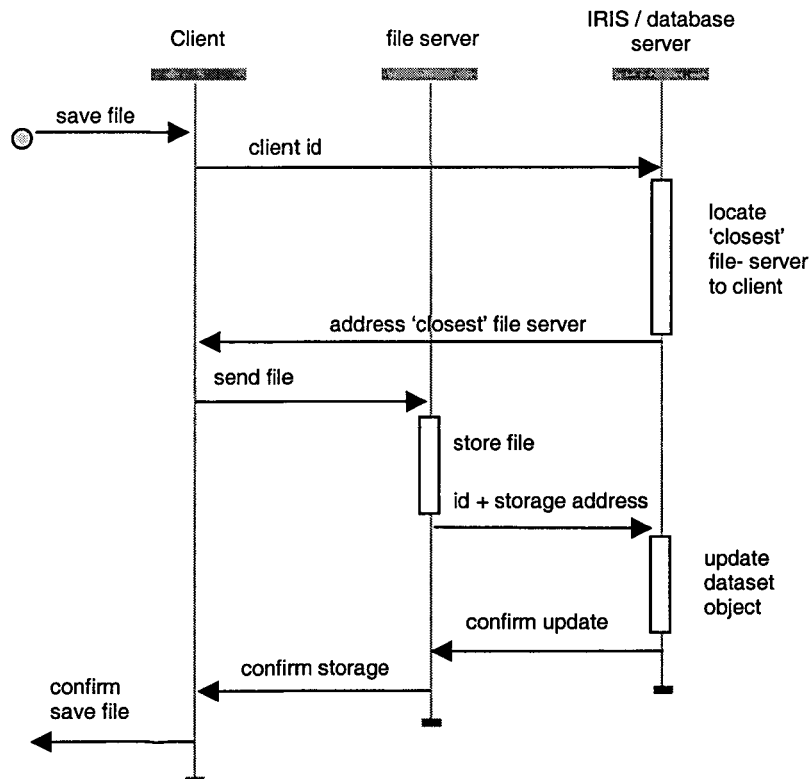 Client
file server
IRIS / database
server
save file
client id
locate
'closest'
file- server
to client
address 'closest' file server
send file
store file
id + storage address
update
dataset
object
confirm update
confirm storage
confirm
save file